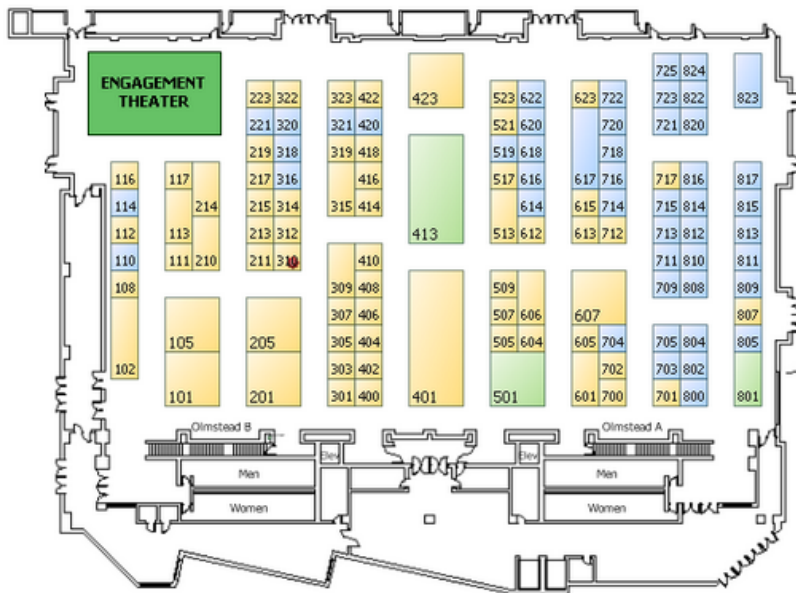 ENGAGEMENT
THEATER
725 824
223 322 323 422 423 523 622 623 722 723 822 823
221 320 321 420 521 620 720 721 820
219 318 319 418 519 618 718
116 117 217 316 416 517 616 617 716 717 816 817
114 214 215 314 315 414 614 615 714 715 814 815
112 113 213 312 413 513 612 613 712 713 812 813
110 111 210 211 310 410 711 810 811
108 309 408 509 709 808 809
307 406 507 606 607 807
105 205 305 404 505 604 605 704 705 804 805
102 303 402 702 703 802
101 201 301 400 401 501 601 700 701 800 801
Olmstead B Olmstead A
Elev Elev
Men Men
Women Women